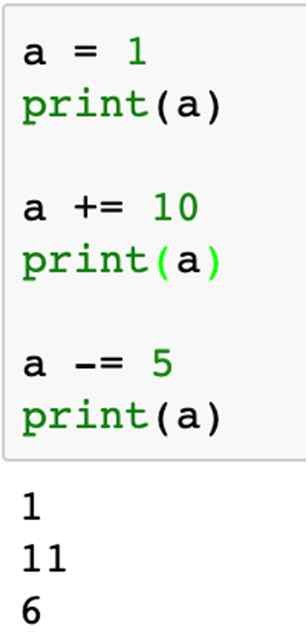 a = 1
print(a)
a += 10
print(a)
a -= 5
print(a)
1
11
6